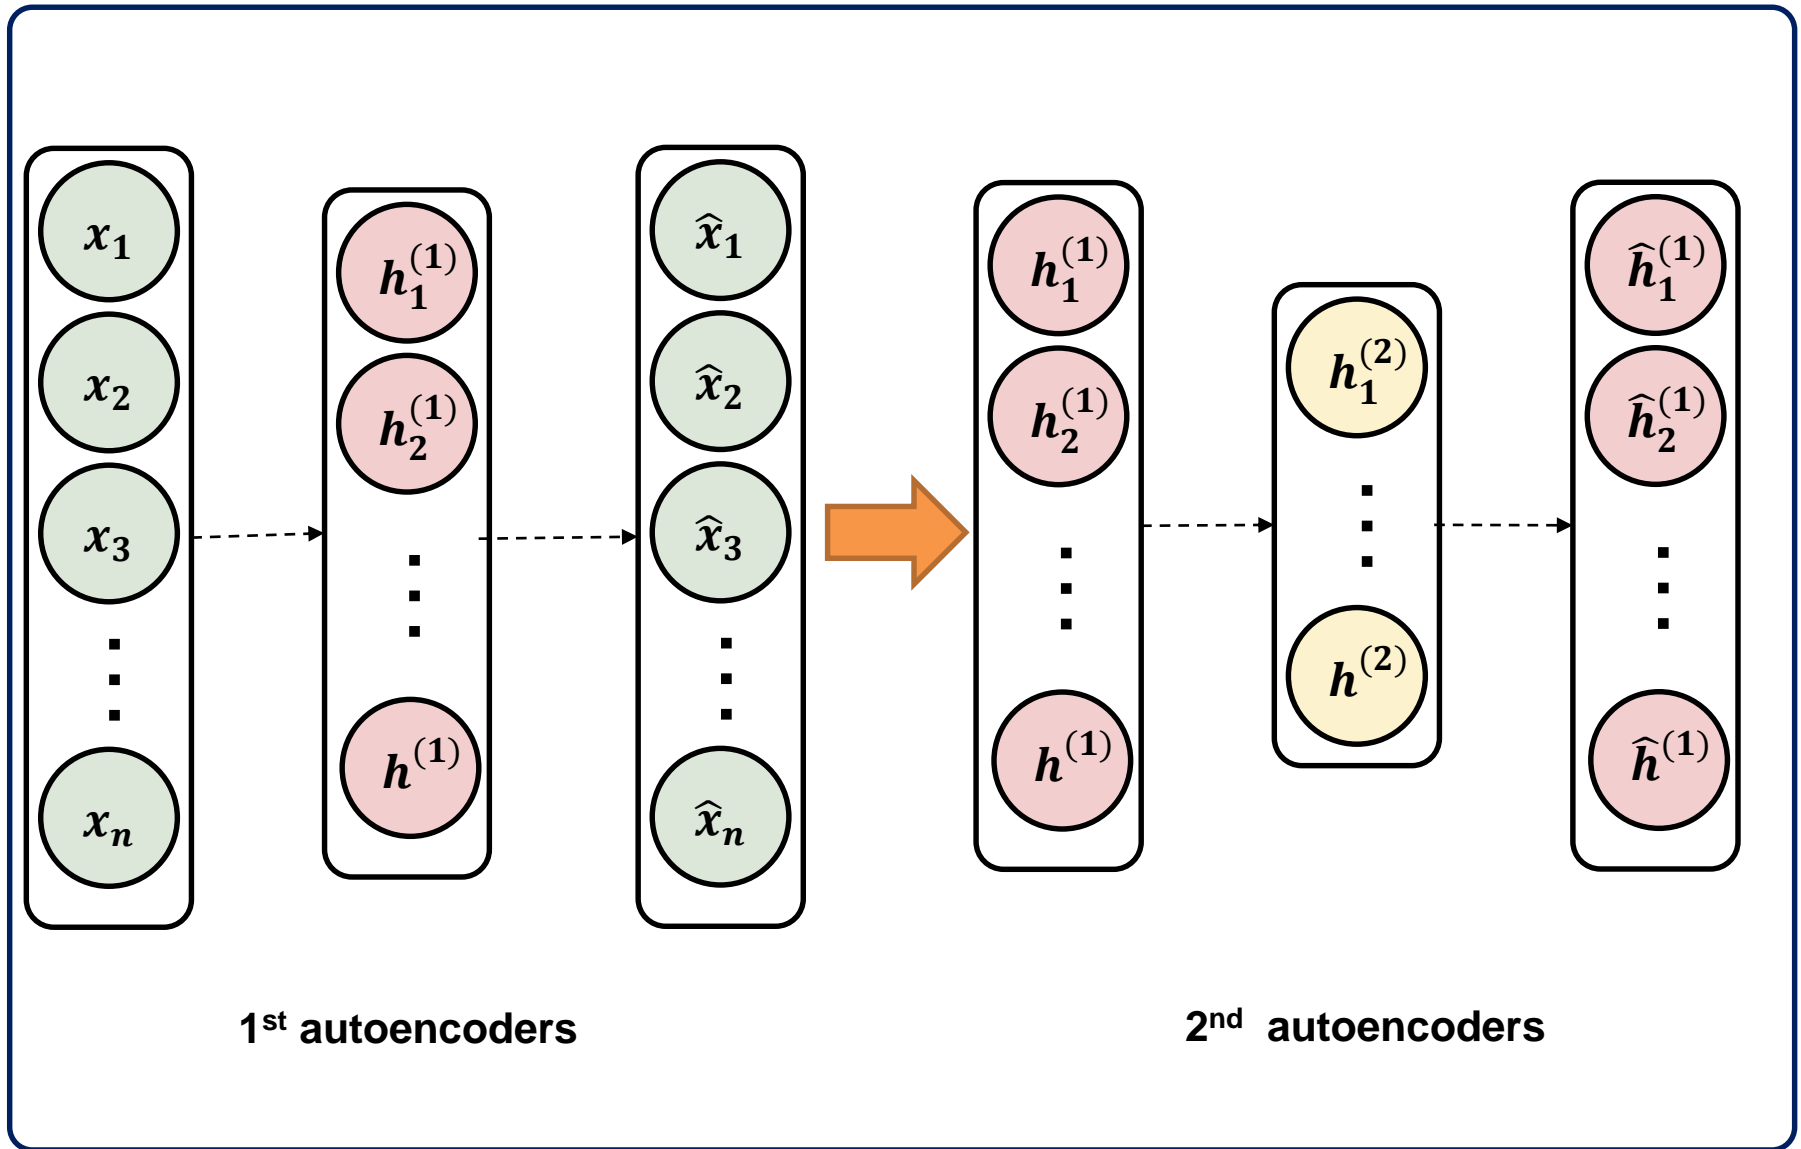 x₁
x₂
x₃
⋮
xₙ
h₁⁽¹⁾
h₂⁽¹⁾
⋮
h⁽¹⁾
x̂₁
x̂₂
x̂₃
⋮
x̂ₙ
1ˢᵗ autoencoders
h₁⁽¹⁾
h₂⁽¹⁾
⋮
h⁽¹⁾
h₁⁽²⁾
⋮
h⁽²⁾
ĥ₁⁽¹⁾
ĥ₂⁽¹⁾
⋮
ĥ⁽¹⁾
2ⁿᵈ autoencoders